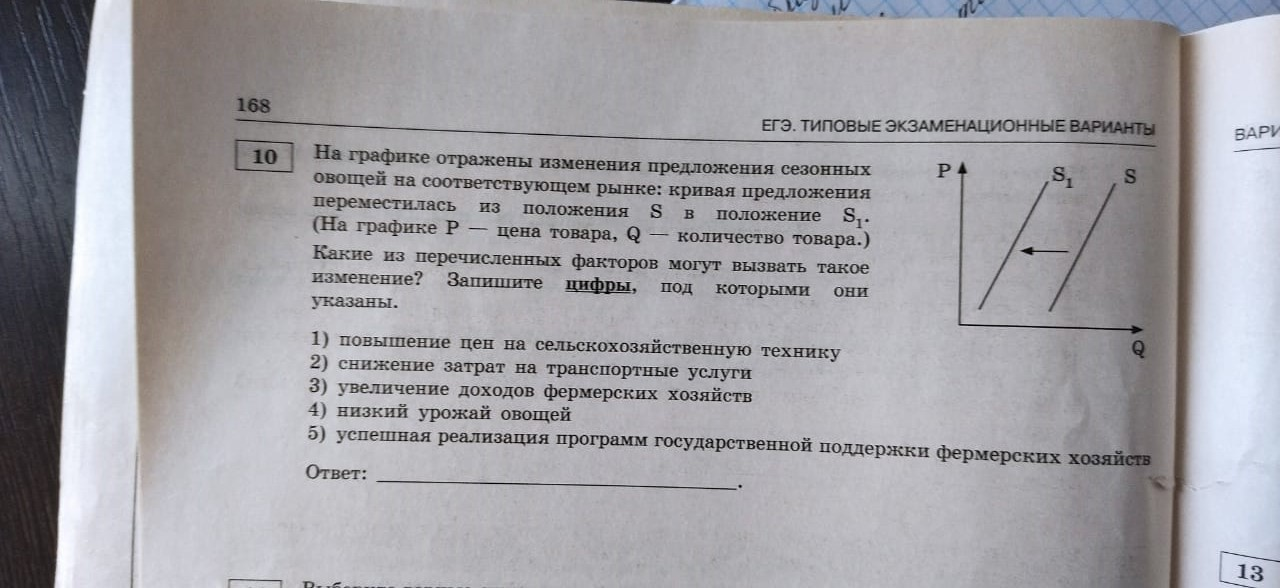 168
ЕГЭ. ТИПОВЫЕ ЭКЗАМЕНАЦИОННЫЕ ВАРИАНТЫ
ВАРИ
10
На графике отражены изменения предложения сезонных
овощей на соответствующем рынке: кривая предложения
переместилась из положения S в положение S₁.
(На графике P — цена товара, Q — количество товара.)
Какие из перечисленных факторов могут вызвать такое
изменение? Запишите цифры, под которыми они
указаны.
P
S₁
S
Q
1) повышение цен на сельскохозяйственную технику
2) снижение затрат на транспортные услуги
3) увеличение доходов фермерских хозяйств
4) низкий урожай овощей
5) успешная реализация программ государственной поддержки фермерских хозяйств
Ответ: ____________________.
13